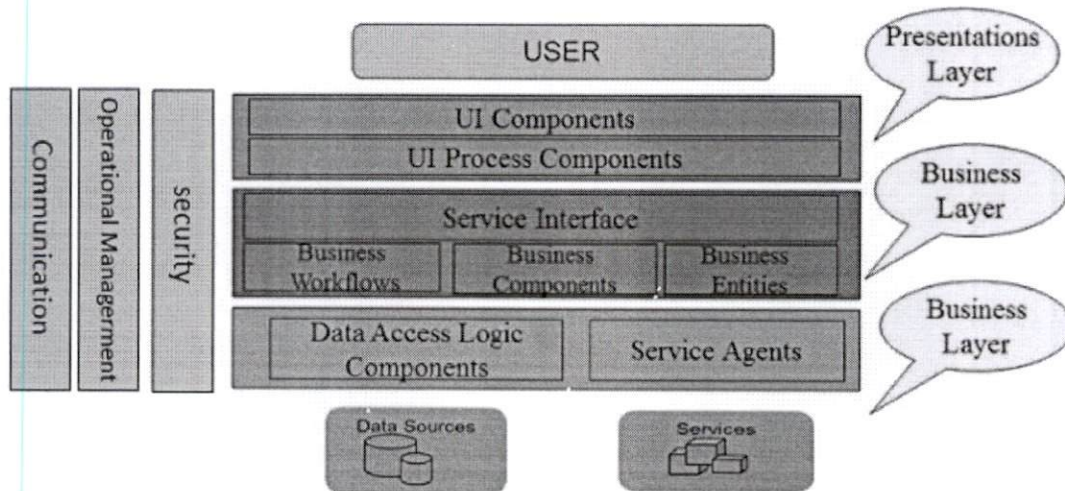 USER
Presentations
Layer
Communication
Operational Managerment
security
UI Components
UI Process Components
Service Interface
Business
Workflows
Business
Components
Business
Entities
Business
Layer
Data Access Logic
Components
Service Agents
Business
Layer
Data Sources
Services